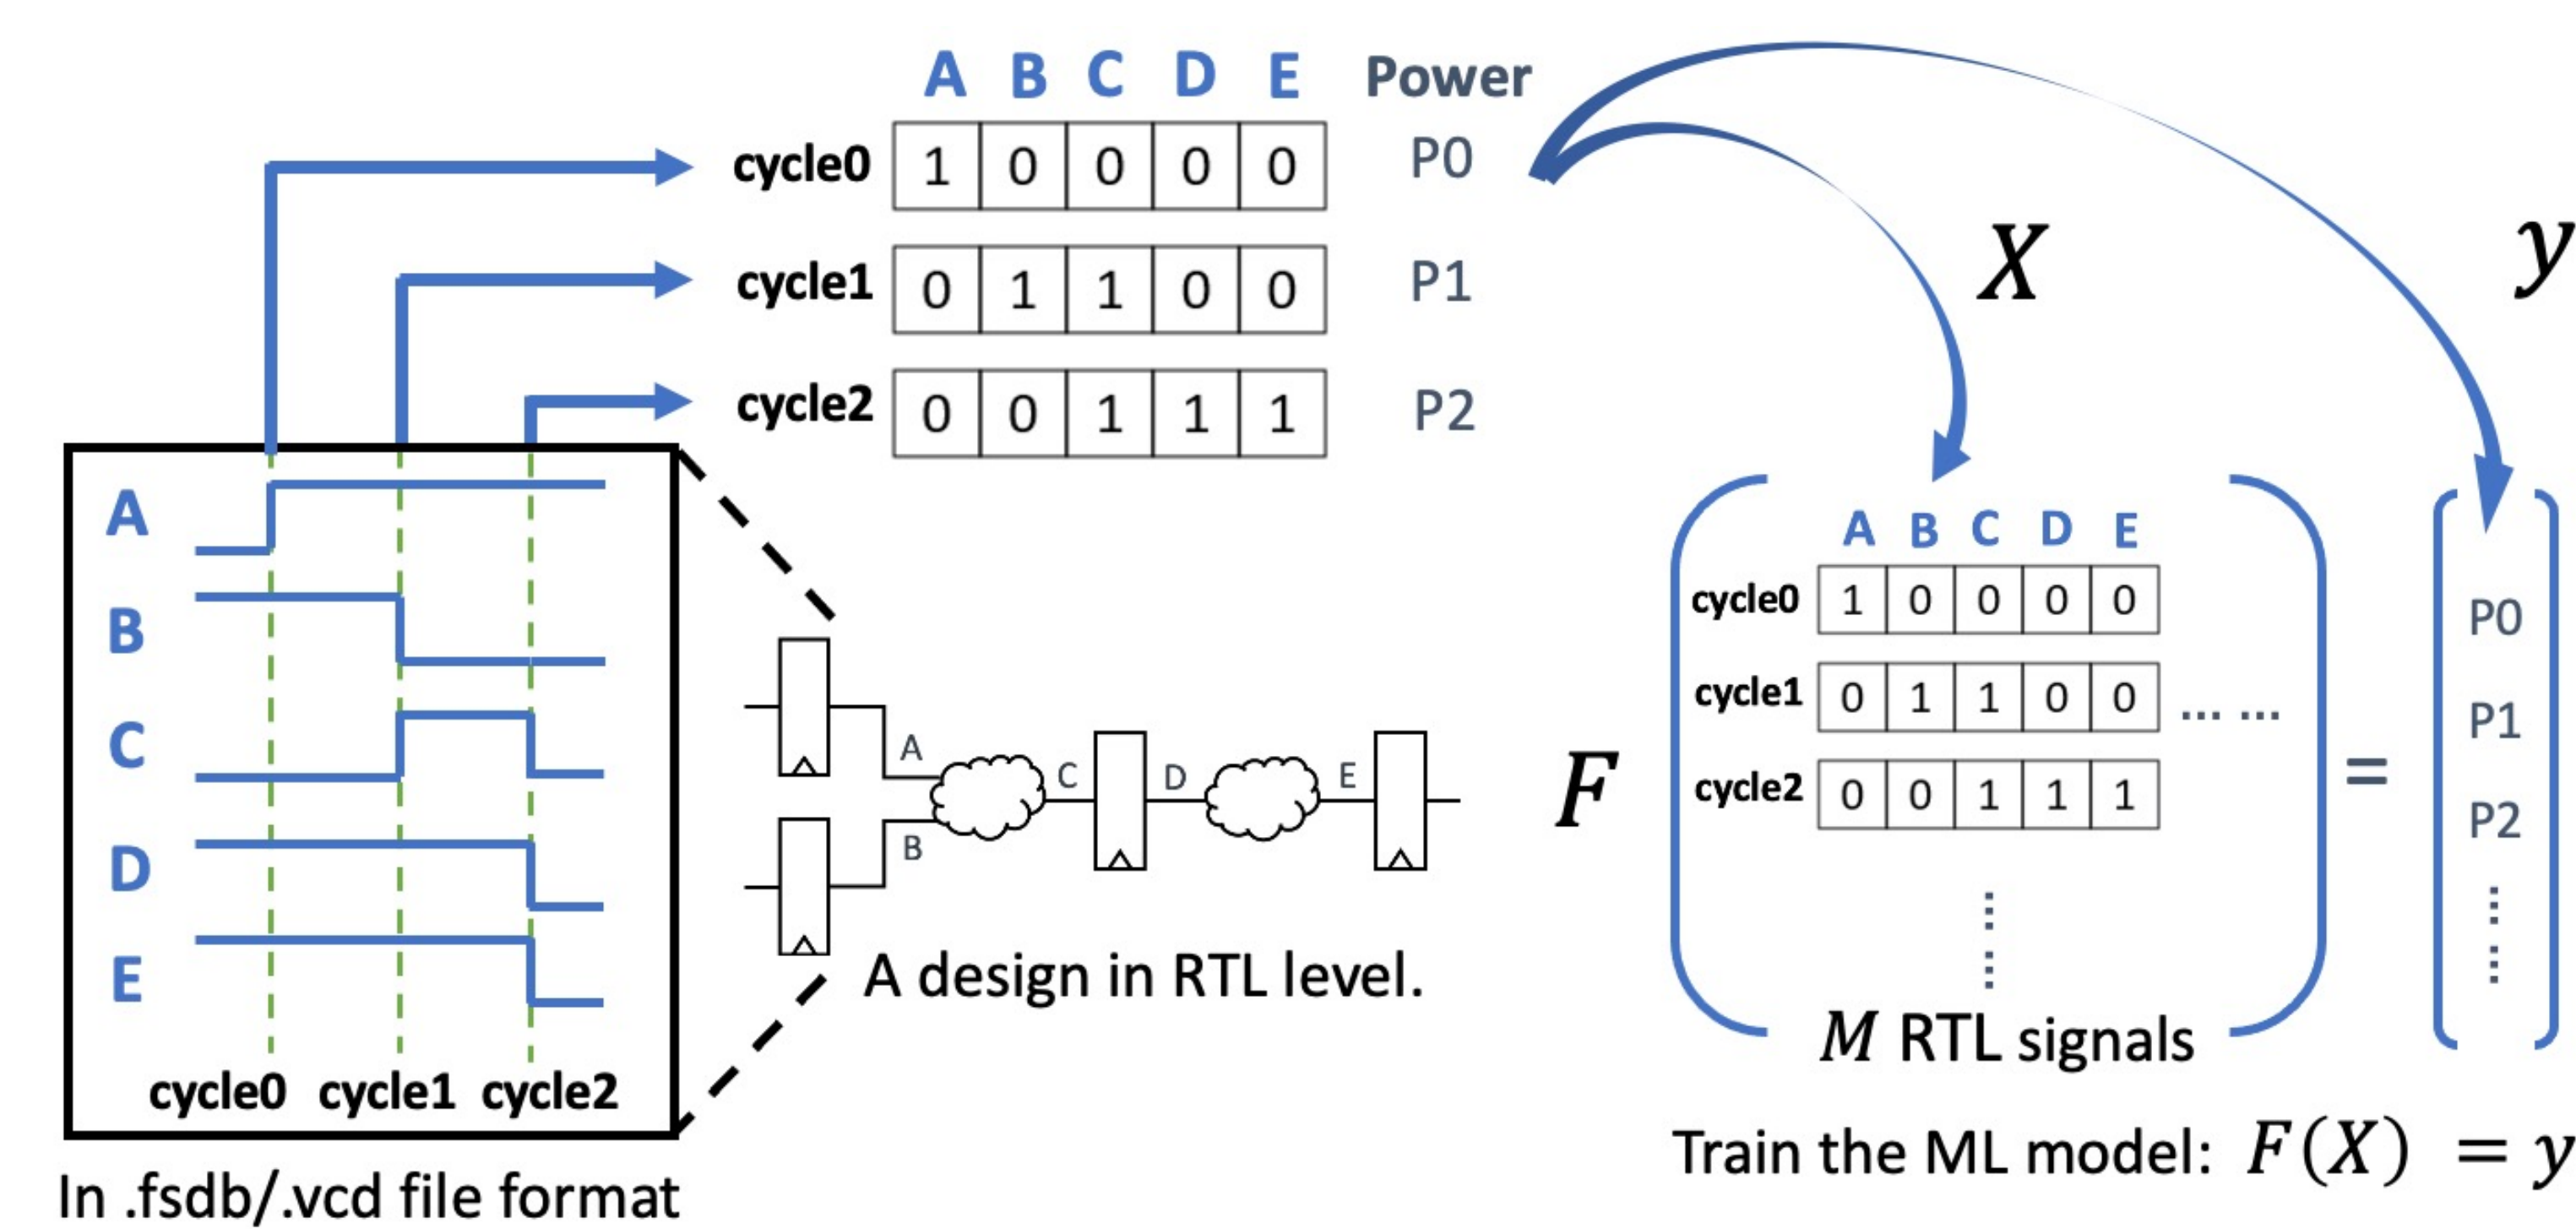 A B C D E Power
cycle0 1 0 0 0 0 P0
cycle1 0 1 1 0 0 P1
cycle2 0 0 1 1 1 P2
A
B
C
D
E
cycle0 cycle1 cycle2
In .fsdb/.vcd file format
A
B
C
D
E
A design in RTL level.
X
y
F
A B C D E
cycle0 1 0 0 0 0
cycle1 0 1 1 0 0 ... ...
cycle2 0 0 1 1 1
M RTL signals
=
P0
P1
P2
Train the ML model: F(X) = y